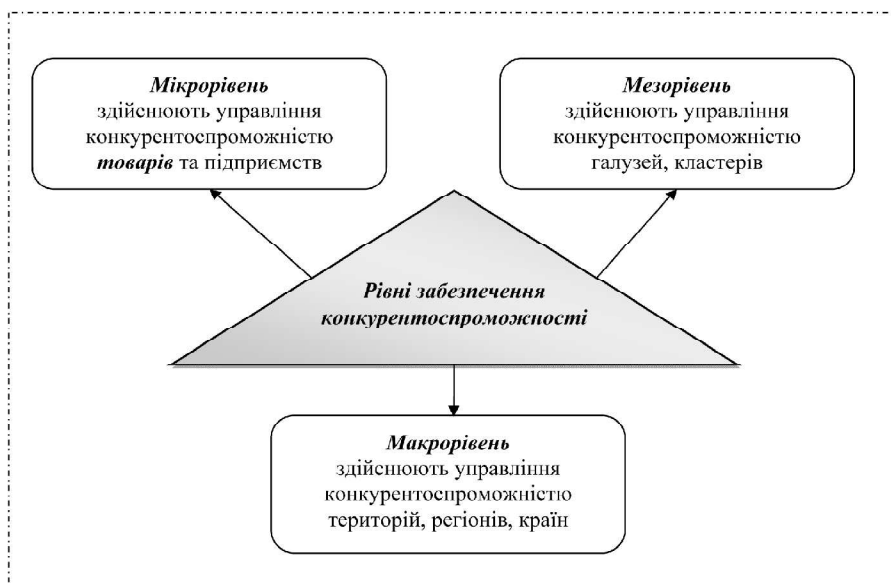 Мікрорівень
здійснюють управління
конкурентоспроможністю
товарів та підприємств
Мезорівень
здійснюють управління
конкурентоспроможністю
галузей, кластерів
Рівні забезпечення
конкурентоспроможності
Макрорівень
здійснюють управління
конкурентоспроможністю
територій, регіонів, країн